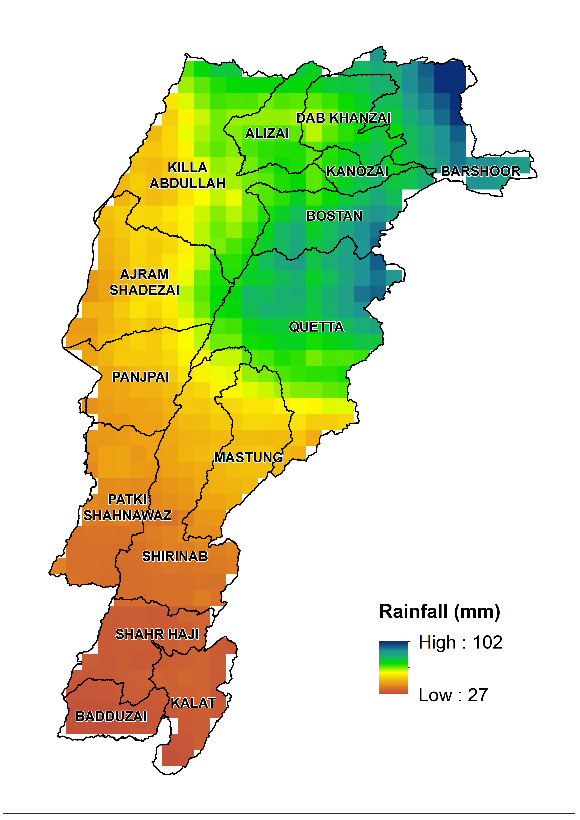 DAB KHANZAI
ALIZAI
KILLA
ABDULLAH
KANOZAI
BARSHOOR
BOSTAN
AJRAM
SHADEZAI
QUETTA
PANJPAI
MASTUNG
PATKI
SHAHNAWAZ
SHIRINAB
Rainfall (mm)
High : 102
Low : 27
SHAHR HAJI
KALAT
BADDUZAI